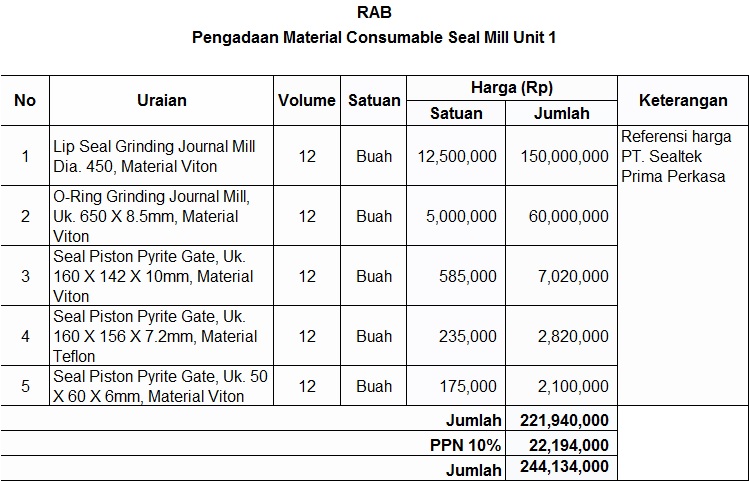 RAB
Pengadaan Material Consumable Seal Mill Unit 1
No Uraian Volume Satuan Harga (Rp) Keterangan
Satuan Jumlah
1 Lip Seal Grinding Journal Mill
Dia. 450, Material Viton 12 Buah 12,500,000 150,000,000
Referensi harga
PT. Sealtek
Prima Perkasa
2 O-Ring Grinding Journal Mill,
Uk. 650 X 8.5mm, Material
Viton 12 Buah 5,000,000 60,000,000
3 Seal Piston Pyrite Gate, Uk.
160 X 142 X 10mm, Material
Viton 12 Buah 585,000 7,020,000
4 Seal Piston Pyrite Gate, Uk.
160 X 156 X 7.2mm, Material
Teflon 12 Buah 235,000 2,820,000
5 Seal Piston Pyrite Gate, Uk. 50
X 60 X 6mm, Material Viton 12 Buah 175,000 2,100,000
Jumlah 221,940,000
PPN 10% 22,194,000
Jumlah 244,134,000